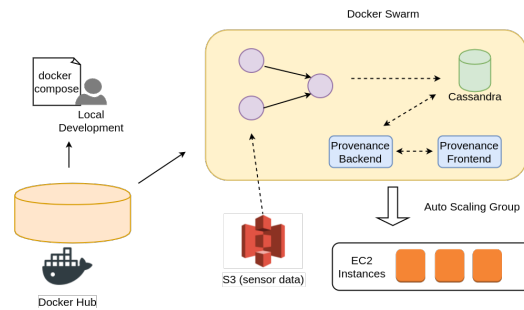 Docker Swarm
docker
compose
Local
Development
Cassandra
Provenance
Backend
Provenance
Frontend
Auto Scaling Group
S3 (sensor data)
EC2
Instances
Docker Hub